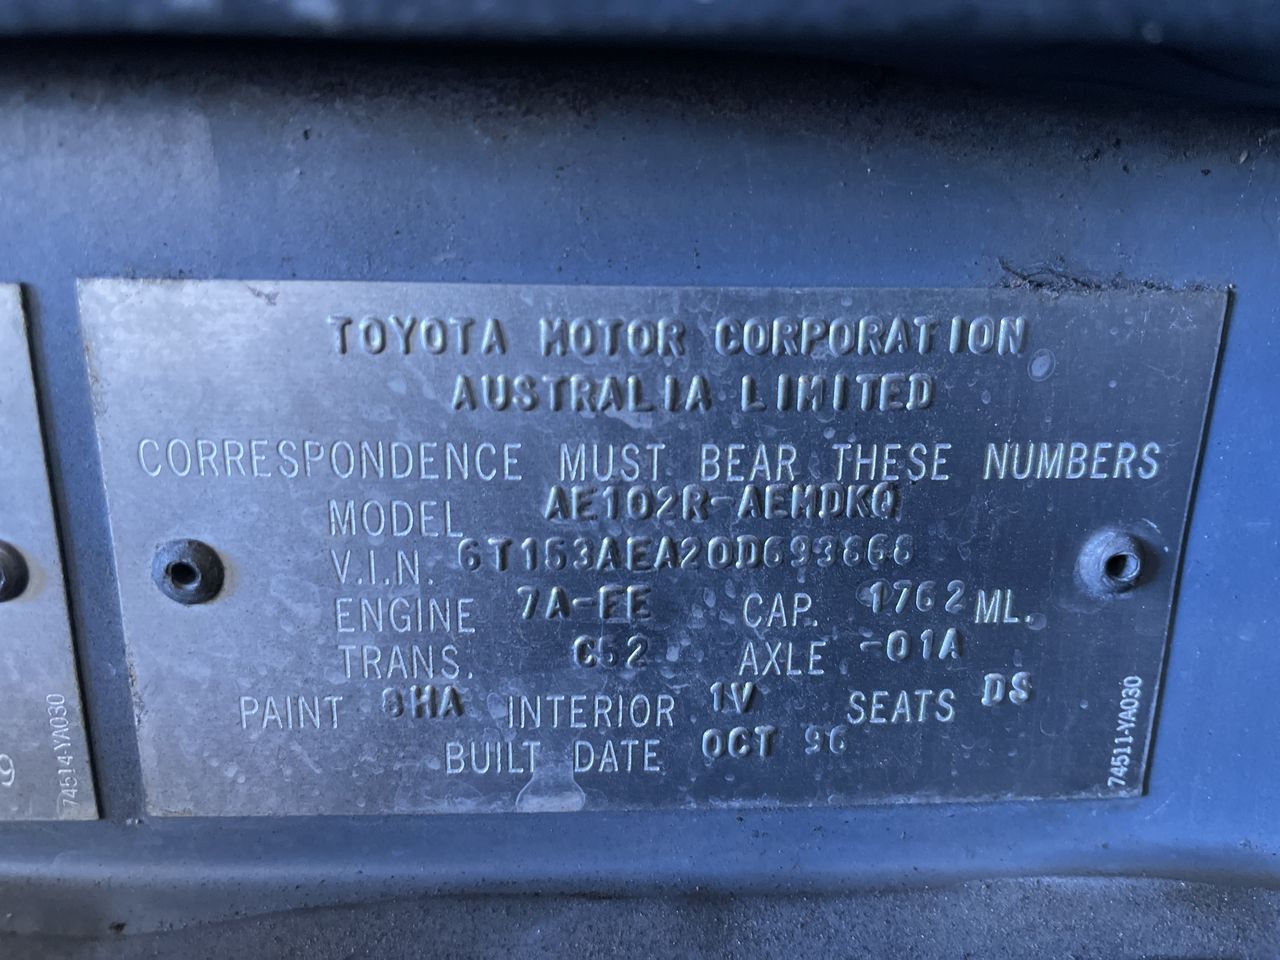 TOYOTA MOTOR CORPORATION
AUSTRALIA LIMITED
CORRESPONDENCE MUST BEAR THESE NUMBERS
MODEL AE102R-AEMDKQ
V.I.N. 6T153AEA20D693868
ENGINE 7A-FE CAP. 1762 ML.
TRANS. C52 AXLE -01A
PAINT 8HA INTERIOR 1V SEATS DS
BUILT DATE OCT 96
74511-YA030
74514-YA030